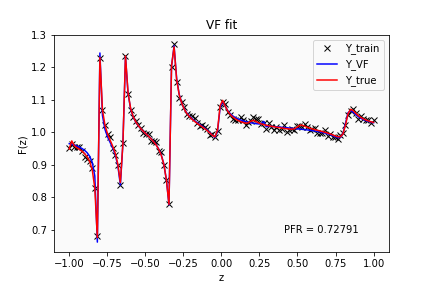 VF fit
1.3
1.2
1.1
1.0
0.9
0.8
0.7
F(z)
Y_train
Y_VF
Y_true
PFR = 0.72791
−1.00 −0.75 −0.50 −0.25 0.00 0.25 0.50 0.75 1.00
z